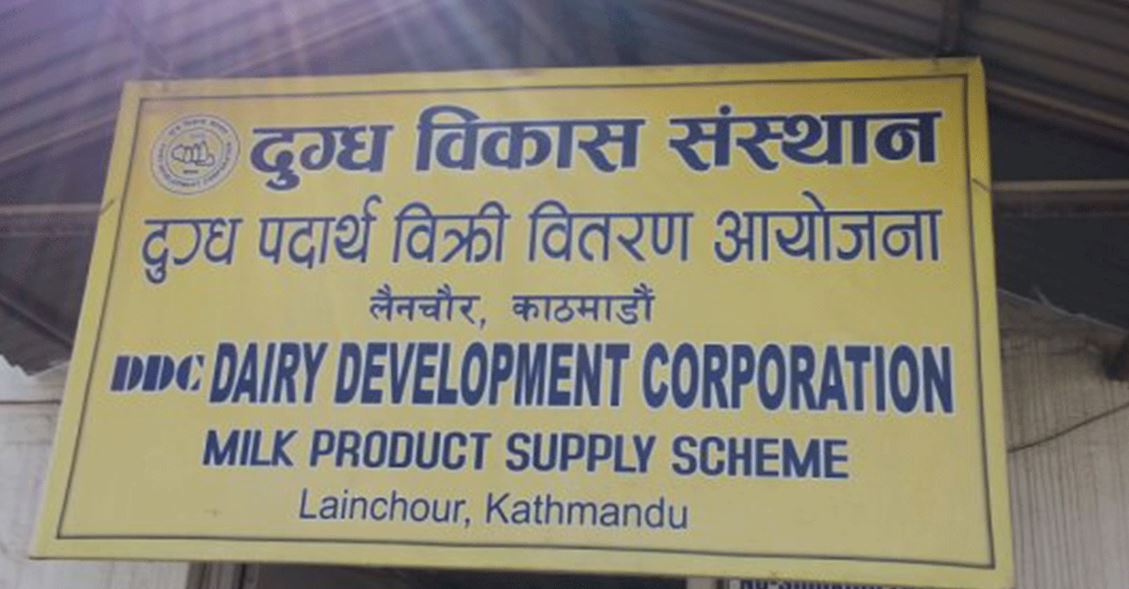 दुग्ध विकास संस्थान
दुग्ध पदार्थ विक्री वितरण आयोजना
लैनचौर, काठमाडौं
DDC DAIRY DEVELOPMENT CORPORATION
MILK PRODUCT SUPPLY SCHEME
Lainchour, Kathmandu